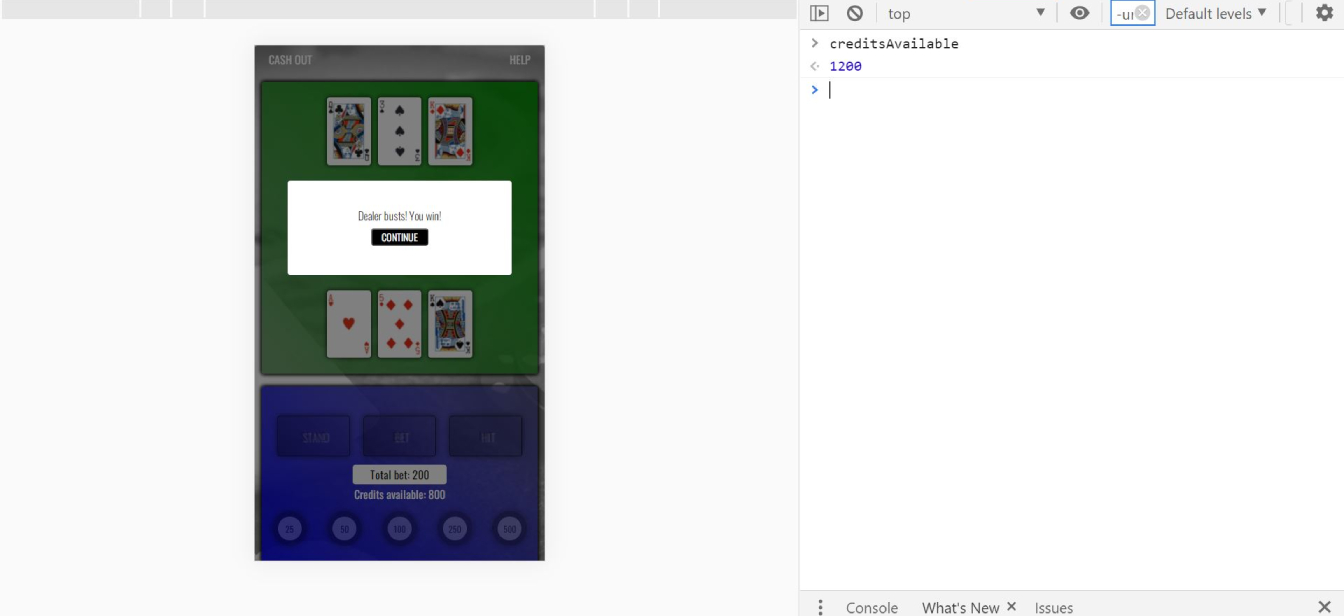 top
-ur
Default levels
CASH OUT
HELP
creditsAvailable
1200
Dealer busts! You win!
CONTINUE
STAND
BET
HIT
Total bet: 200
Credits available: 800
25
50
100
250
500
Console
What's New
Issues